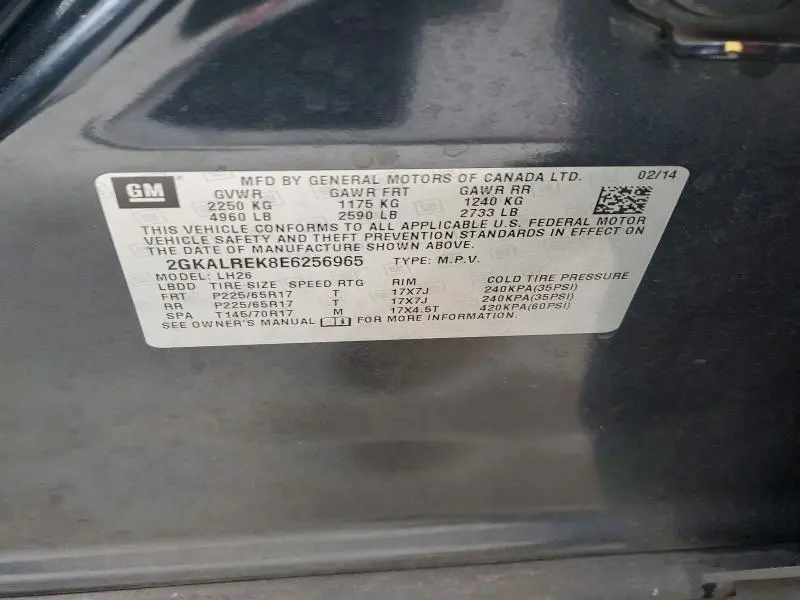 GM MFD BY GENERAL MOTORS OF CANADA LTD. 02/14
GVWR GAWR FRT GAWR RR
2250 KG 1175 KG 1240 KG
4960 LB 2590 LB 2733 LB
THIS VEHICLE CONFORMS TO ALL APPLICABLE U.S. FEDERAL MOTOR
VEHICLE SAFETY AND THEFT PREVENTION STANDARDS IN EFFECT ON
THE DATE OF MANUFACTURE SHOWN ABOVE.
2GKALREK8E6256965 TYPE: M.P.V.
MODEL: LH26
LBDD TIRE SIZE SPEED RTG RIM COLD TIRE PRESSURE
FRT P225/65R17 T 17X7J 240KPA(35PSI)
RR P225/65R17 T 17X7J 240KPA(35PSI)
SPA T145/70R17 M 17X4.5T 420KPA(60PSI)
SEE OWNER'S MANUAL FOR MORE INFORMATION.